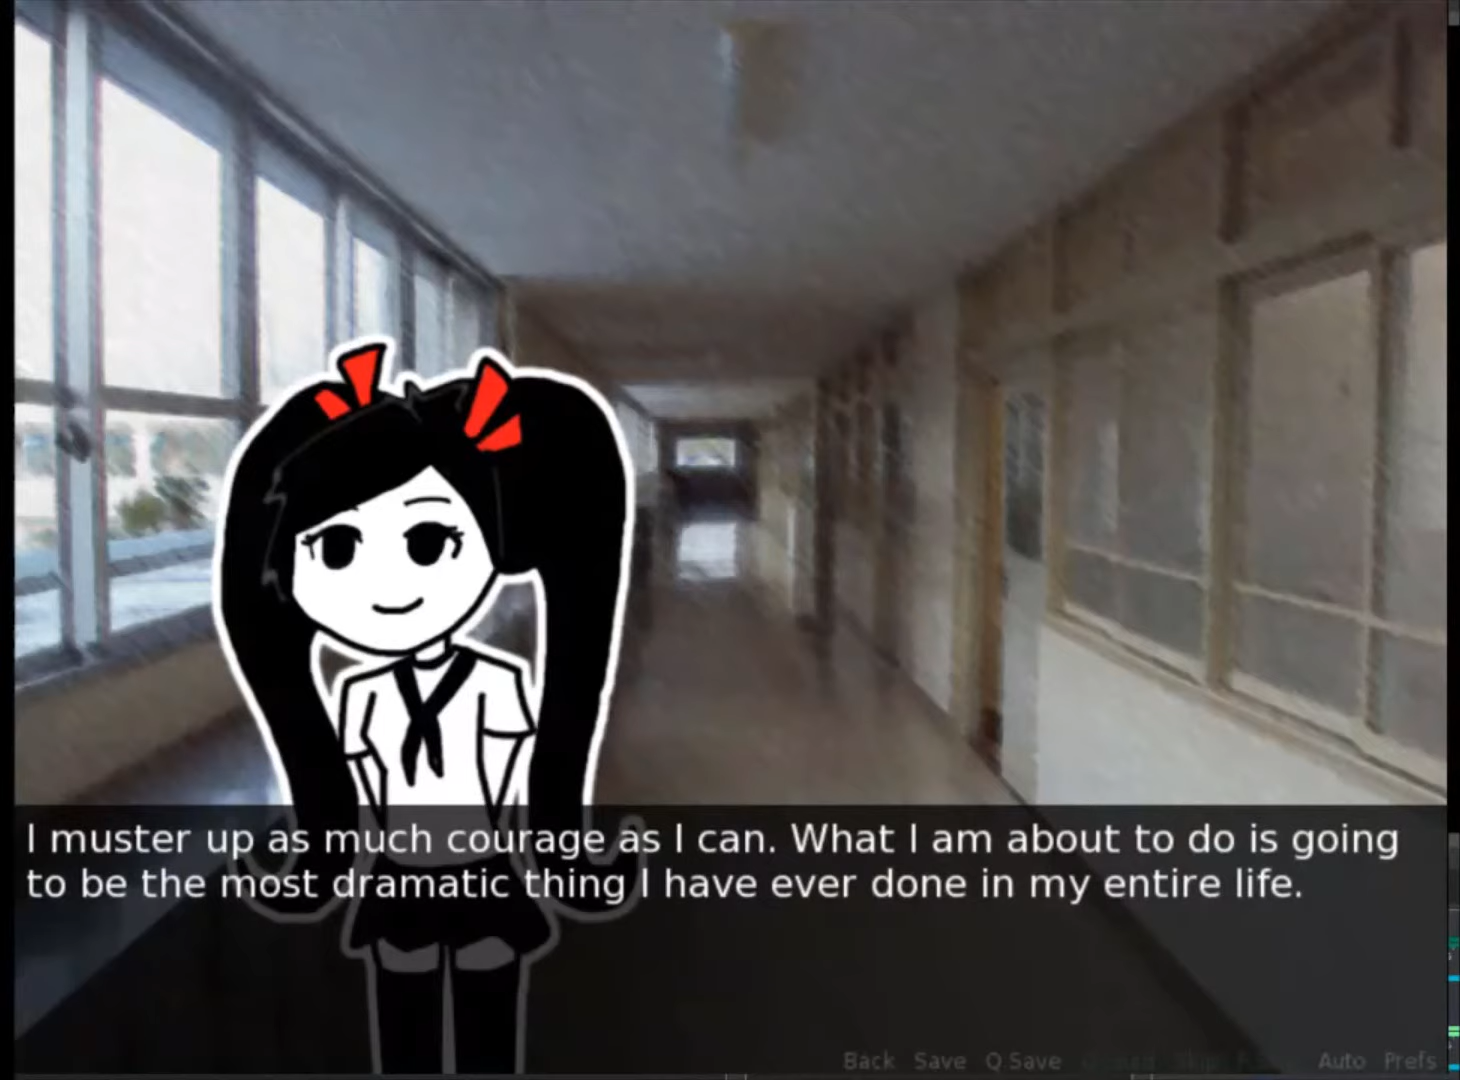 I muster up as much courage as I can. What I am about to do is going
to be the most dramatic thing I have ever done in my entire life.
Back Save Q.Save Skip Auto Prefs